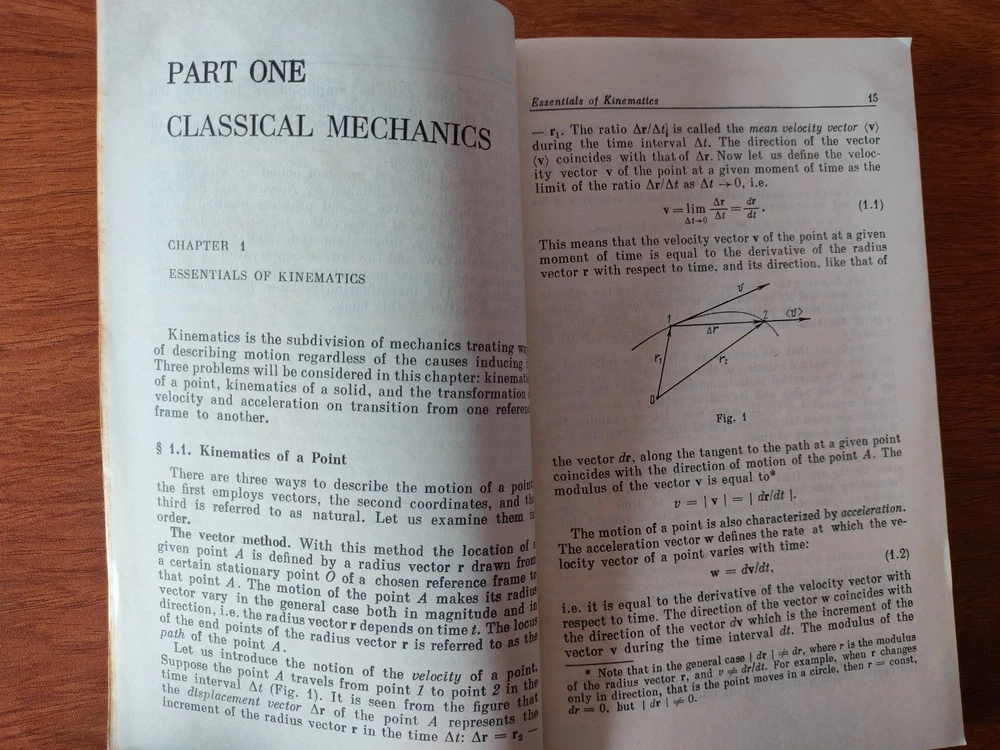 PART ONE
CLASSICAL MECHANICS
CHAPTER 1
ESSENTIALS OF KINEMATICS
Kinematics is the subdivision of mechanics treating
of describing motion regardless of the causes inducing
Three problems will be considered in this chapter:
of a point, kinematics of a solid, and the transformation
velocity and acceleration on transition from one
frame to another.
§ 1.1. Kinematics of a Point
There are three ways to describe the motion of a point
the first employs vectors, the second coordinates, and
third is referred to as natural. Let us examine them
order.
The vector method. With this method the location of
given point A is defined by a radius vector r drawn from
a certain stationary point O of a chosen reference frame to
that point A. The motion of the point A makes its radius
vector vary in the general case both in magnitude and in
direction, i.e. the radius vector r depends on time t. The locus
of the end points of the radius vector r is referred to as the
path of the point A.
Let us introduce the notion of the velocity of a point.
Suppose the point A travels from point 1 to point 2 in the
time interval Δt (Fig. 1). It is seen from the figure that
the displacement vector Δr of the point A represents the
increment of the radius vector r in the time Δt: Δr = r₂ —
Essentials of Kinematics 15
— r₁. The ratio Δr/Δt is called the mean velocity vector ⟨v⟩
during the time interval Δt. The direction of the vector
⟨v⟩ coincides with that of Δr. Now let us define the veloc-
ity vector v of the point at a given moment of time as the
limit of the ratio Δr/Δt as Δt → 0, i.e.
v = lim Δt→0 Δr/Δt = dr/dt. (1.1)
This means that the velocity vector v of the point at a given
moment of time is equal to the derivative of the radius
vector r with respect to time, and its direction, like that of
v
1 2 ⟨v⟩
Δr
r₁ r₂
0
Fig. 1
the vector dr, along the tangent to the path at a given point
coincides with the direction of motion of the point A. The
modulus of the vector v is equal to*
v = | v | = | dr/dt |.
The motion of a point is also characterized by acceleration.
The acceleration vector w defines the rate at which the ve-
locity vector of a point varies with time:
w = dv/dt, (1.2)
i.e. it is equal to the derivative of the velocity vector with
respect to time. The direction of the vector w coincides with
the direction of the vector dv which is the increment of the
vector v during the time interval dt. The modulus of the
* Note that in the general case | dr | ≠ dr, where r is the modulus
of the radius vector r, and v ≠ dr/dt. For example, when r changes
only in direction, that is the point moves in a circle, then r = const,
dr = 0, but | dr | ≠ 0.